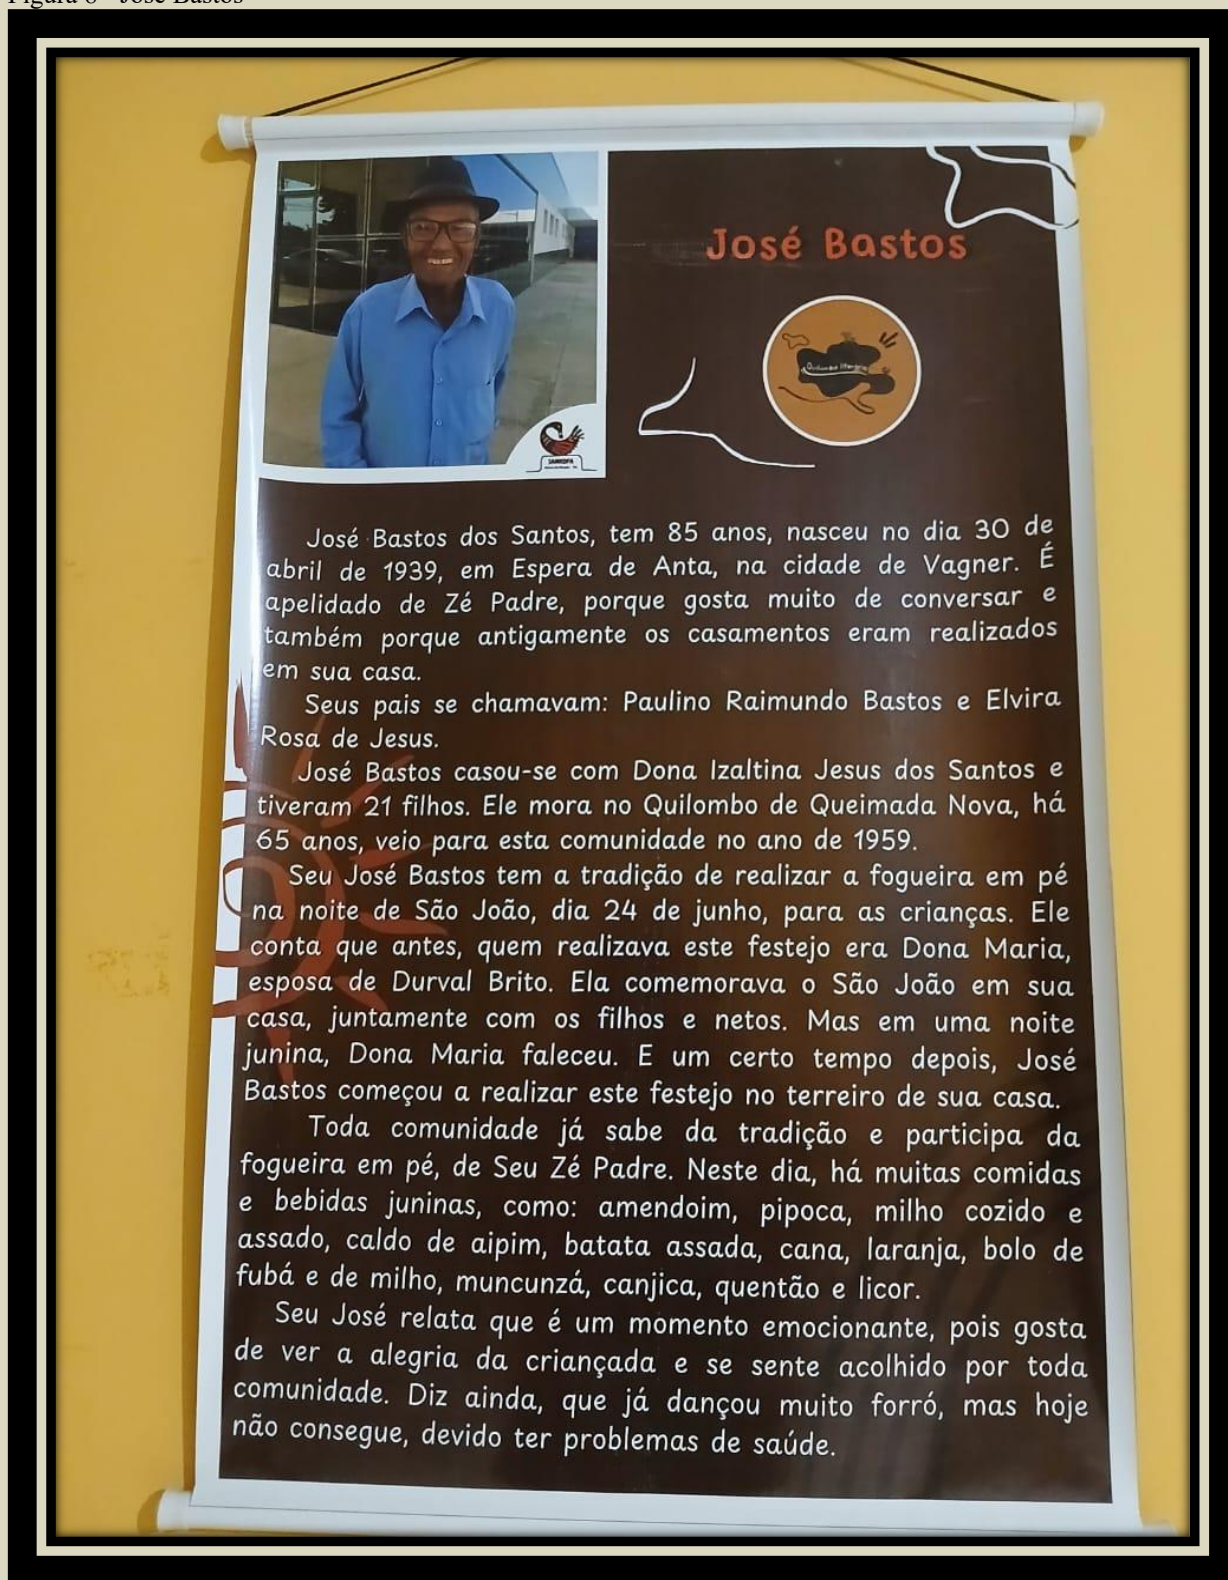 José Bastos
SANKOFA
José Bastos dos Santos, tem 85 anos, nasceu no dia 30 de
abril de 1939, em Espera de Anta, na cidade de Vagner. É
apelidado de Zé Padre, porque gosta muito de conversar e
também porque antigamente os casamentos eram realizados
em sua casa.
Seus pais se chamavam: Paulino Raimundo Bastos e Elvira
Rosa de Jesus.
José Bastos casou-se com Dona Izaltina Jesus dos Santos e
tiveram 21 filhos. Ele mora no Quilombo de Queimada Nova, há
65 anos, veio para esta comunidade no ano de 1959.
Seu José Bastos tem a tradição de realizar a fogueira em pé
na noite de São João, dia 24 de junho, para as crianças. Ele
conta que antes, quem realizava este festejo era Dona Maria,
esposa de Durval Brito. Ela comemorava o São João em sua
casa, juntamente com os filhos e netos. Mas em uma noite
junina, Dona Maria faleceu. E um certo tempo depois, José
Bastos começou a realizar este festejo no terreiro de sua casa.
Toda comunidade já sabe da tradição e participa da
fogueira em pé, de Seu Zé Padre. Neste dia, há muitas comidas
e bebidas juninas, como: amendoim, pipoca, milho cozido e
assado, caldo de aipim, batata assada, cana, laranja, bolo de
fubá e de milho, muncunzá, canjica, quentão e licor.
Seu José relata que é um momento emocionante, pois gosta
de ver a alegria da criançada e se sente acolhido por toda
comunidade. Diz ainda, que já dançou muito forró, mas hoje
não consegue, devido ter problemas de saúde.